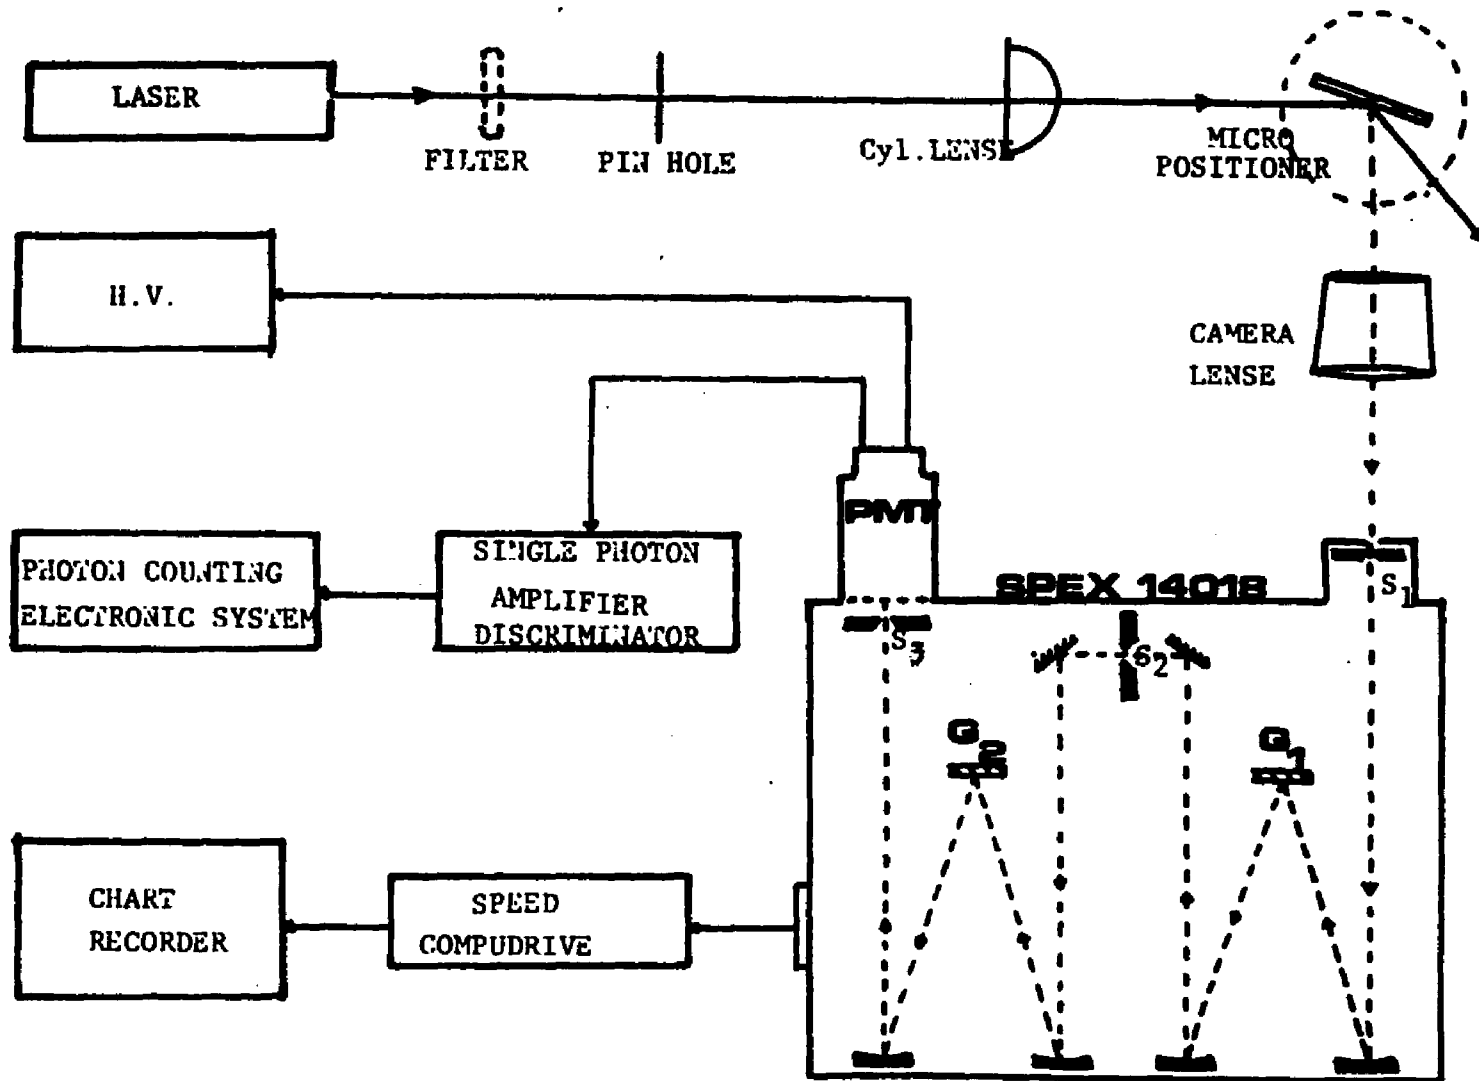 LASER
FILTER
PIN HOLE
Cyl.LENSE
MICRO
POSITIONER
H.V.
CAMERA
LENSE
PMT
SPEX 14018
S1
PHOTON COUNTING
ELECTRONIC SYSTEM
SINGLE PHOTON
AMPLIFIER
DISCRIMINATOR
S3
S2
G2
G1
CHART
RECORDER
SPEED
COMPUDRIVE